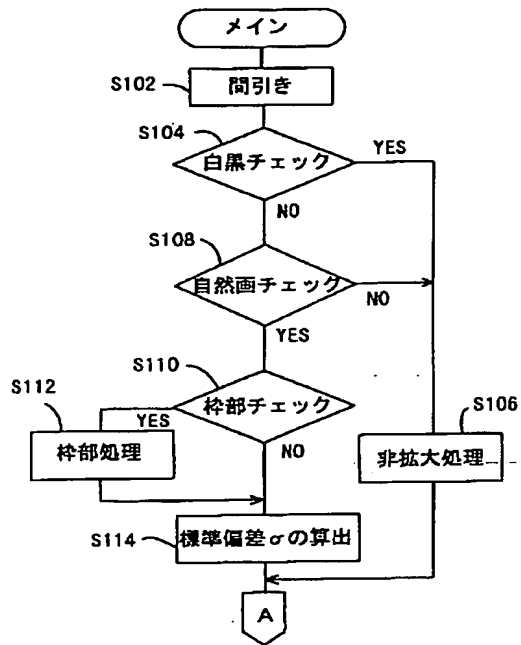 メイン
S102
間引き
S104
白黒チェック
YES
NO
S108
自然画チェック
NO
YES
S110
枠部チェック
S112
YES
枠部処理
NO
S106
非拡大処理
S114
標準偏差σの算出
A